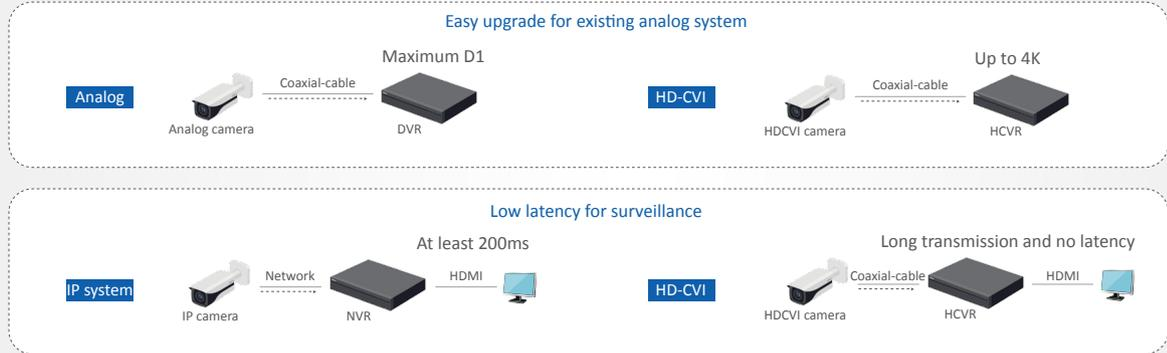 Easy upgrade for existing analog system
Maximum D1
Up to 4K
Analog
Coaxial-cable
HD-CVI
Coaxial-cable
Analog camera
DVR
HDCVI camera
HCVR
Low latency for surveillance
At least 200ms
Long transmission and no latency
IP system
Network
HDMI
HD-CVI
Coaxial-cable
HDMI
IP camera
NVR
HDCVI camera
HCVR